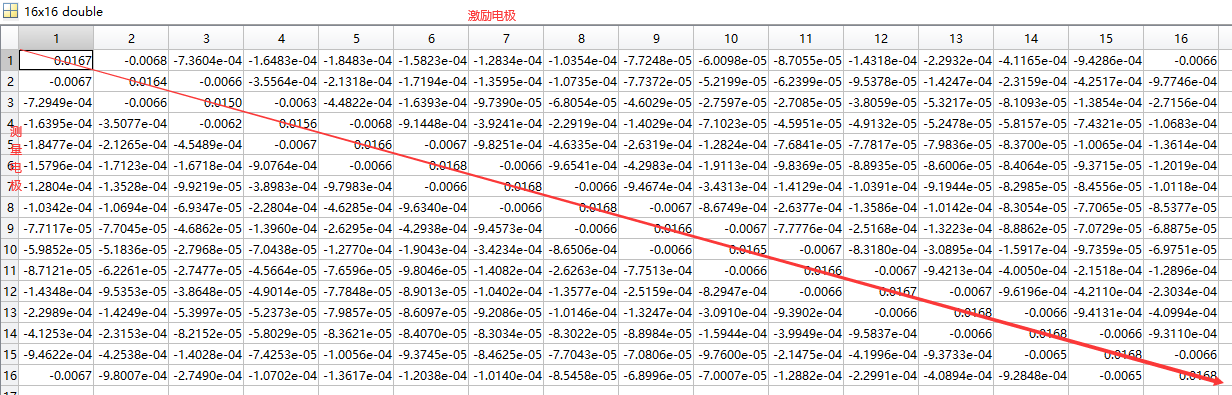 16x16 double
激励电极
1 2 3 4 5 6 7 8 9 10 11 12 13 14 15 16
1 0.0167 -0.0068 -7.3604e-04 -1.6483e-04 -1.8483e-04 -1.5823e-04 -1.2834e-04 -1.0354e-04 -7.7248e-05 -6.0098e-05 -8.7055e-05 -1.4318e-04 -2.2932e-04 -4.1165e-04 -9.4286e-04 -0.0066
2 -0.0067 0.0164 -0.0066 -3.5564e-04 -2.1318e-04 -1.7194e-04 -1.3595e-04 -1.0735e-04 -7.7372e-05 -5.2199e-05 -6.2399e-05 -9.5378e-05 -1.4247e-04 -2.3159e-04 -4.2517e-04 -9.7746e-04
3 -7.2949e-04 -0.0066 0.0150 -0.0063 -4.4822e-04 -1.6393e-04 -9.7390e-05 -6.8054e-05 -4.6029e-05 -2.7597e-05 -2.7085e-05 -3.8059e-05 -5.3217e-05 -8.1093e-05 -1.3854e-04 -2.7156e-04
4 -1.6395e-04 -3.5077e-04 -0.0062 0.0156 -0.0068 -9.1448e-04 -3.9241e-04 -2.2919e-04 -1.4029e-04 -7.1023e-05 -4.5951e-05 -4.9132e-05 -5.2478e-05 -5.8157e-05 -7.4321e-05 -1.0683e-04
5 -1.8477e-04 -2.1265e-04 -4.5489e-04 -0.0067 0.0166 -0.0067 -9.8251e-04 -4.6335e-04 -2.6319e-04 -1.2824e-04 -7.6841e-05 -7.7817e-05 -7.9836e-05 -8.3700e-05 -1.0065e-04 -1.3614e-04
6 -1.5796e-04 -1.7123e-04 -1.6718e-04 -9.0764e-04 -0.0066 0.0168 -0.0066 -9.6541e-04 -4.2983e-04 -1.9113e-04 -9.8369e-05 -8.8935e-05 -8.6006e-05 -8.4064e-05 -9.3715e-05 -1.2019e-04
-1.2804e-04 -1.3528e-04 -9.9219e-05 -3.8983e-04 -9.7983e-04 -0.0066 0.0168 -0.0066 -9.4674e-04 -3.4313e-04 -1.4129e-04 -1.0391e-04 -9.1944e-05 -8.2985e-05 -8.4556e-05 -1.0118e-04
8 -1.0342e-04 -1.0694e-04 -6.9347e-05 -2.2804e-04 -4.6285e-04 -9.6340e-04 -0.0066 0.0168 -0.0067 -8.6749e-04 -2.6377e-04 -1.3586e-04 -1.0142e-04 -8.3054e-05 -7.7065e-05 -8.5377e-05
9 -7.7117e-05 -7.7045e-05 -4.6862e-05 -1.3960e-04 -2.6295e-04 -4.2938e-04 -9.4573e-04 -0.0066 0.0166 -0.0067 -7.7776e-04 -2.5168e-04 -1.3223e-04 -8.8862e-05 -7.0729e-05 -6.8875e-05
10 -5.9852e-05 -5.1836e-05 -2.7968e-05 -7.0438e-05 -1.2770e-04 -1.9043e-04 -3.4234e-04 -8.6506e-04 -0.0066 0.0165 -0.0067 -8.3180e-04 -3.0895e-04 -1.5917e-04 -9.7359e-05 -6.9751e-05
11 -8.7125e-05 -6.2261e-05 -2.7477e-05 -4.5664e-05 -7.6596e-05 -9.8046e-05 -1.4082e-04 -2.6263e-04 -7.7513e-04 -0.0066 0.0166 -0.0067 -9.4213e-04 -4.0050e-04 -2.1518e-04 -1.2896e-04
12 -1.4348e-04 -9.5353e-05 -3.8648e-05 -4.9014e-05 -7.7848e-05 -8.9013e-05 -1.0402e-04 -1.3577e-04 -2.5159e-04 -8.2947e-04 -0.0066 0.0167 -0.0067 -9.6196e-04 -4.2110e-04 -2.3034e-04
13 -2.2989e-04 -1.4249e-04 -5.3997e-05 -5.2373e-05 -7.9857e-05 -8.6097e-05 -9.2086e-05 -1.0146e-04 -1.3247e-04 -3.0910e-04 -9.3902e-04 -0.0066 0.0168 -0.0066 -9.4131e-04 -4.0994e-04
14 -4.1253e-04 -2.3153e-04 -8.2152e-05 -5.8072e-05 -8.3621e-05 -8.4070e-05 -8.3034e-05 -8.3022e-05 -8.8984e-05 -1.5944e-04 -3.9949e-04 -9.5837e-04 -0.0066 0.0168 -0.0066 -9.3110e-04
15 -9.4622e-04 -4.2538e-04 -1.4028e-04 -7.4253e-05 -1.0056e-04 -9.3745e-05 -8.4625e-05 -7.7043e-05 -7.0806e-05 -9.7600e-05 -2.1475e-04 -4.1996e-04 -9.3733e-04 -0.0065 0.0168 -0.0066
16 -0.0067 -9.8007e-04 -2.7490e-04 -1.0702e-04 -1.3617e-04 -1.2038e-04 -1.0140e-04 -8.5458e-05 -6.8996e-05 -7.0007e-05 -1.2882e-04 -2.2991e-04 -4.0894e-04 -9.2848e-04 -0.0065 0.0168
测量电极